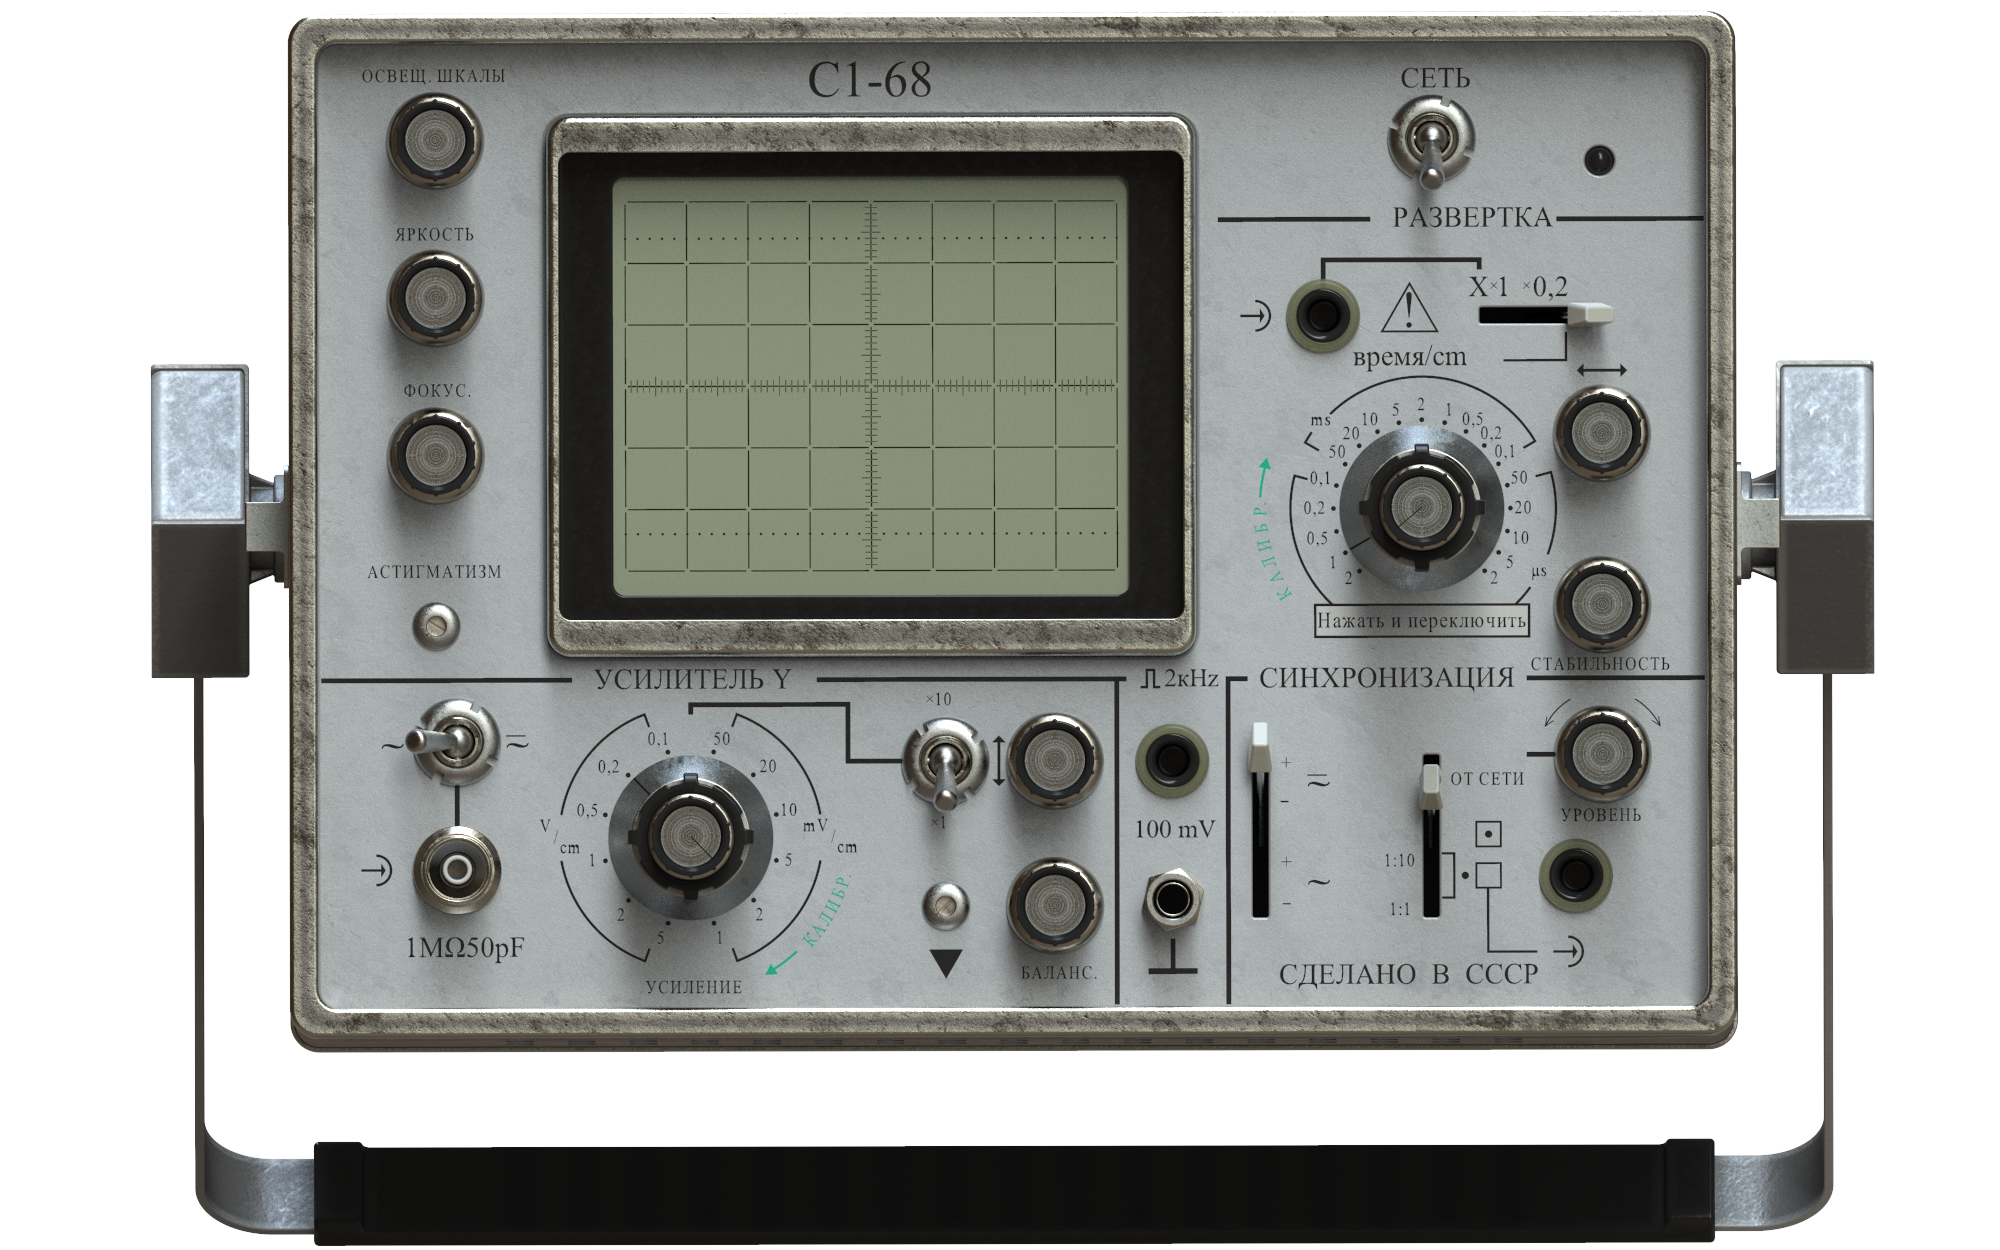 С1-68
ОСВЕЩ. ШКАЛЫ
ЯРКОСТЬ
ФОКУС.
АСТИГМАТИЗМ
СЕТЬ
РАЗВЕРТКА
X×1 ×0,2
время/cm
ms
50 20 10 5 2 1 0,5 0,2 0,1
0,1 0,2 0,5 1 2
50 20 10 5 2
µs
КАЛИБР.
Нажать и переключить
СТАБИЛЬНОСТЬ
УСИЛИТЕЛЬ Y
~
1MΩ50pF
V/cm
0,1 0,2 0,5 1 2 5
50 20 10 5 2 1
mV/cm
КАЛИБР.
УСИЛЕНИЕ
×10
×1
БАЛАНС.
2кHz
100 mV
СИНХРОНИЗАЦИЯ
+
−
+
−
~
ОТ СЕТИ
1:10
1:1
УРОВЕНЬ
СДЕЛАНО В СССР